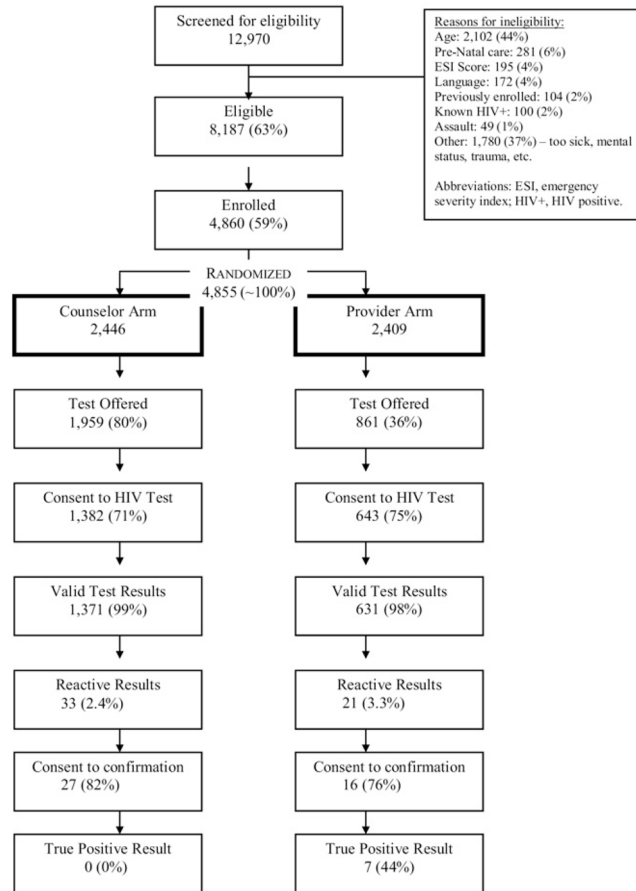 Screened for eligibility
12,970
Reasons for ineligibility:
Age: 2,102 (44%)
Pre-Natal care: 281 (6%)
ESI Score: 195 (4%)
Language: 172 (4%)
Previously enrolled: 104 (2%)
Known HIV+: 100 (2%)
Assault: 49 (1%)
Other: 1,780 (37%) – too sick, mental
status, trauma, etc.
Abbreviations: ESI, emergency
severity index; HIV+, HIV positive.
Eligible
8,187 (63%)
Enrolled
4,860 (59%)
RANDOMIZED
4,855 (~100%)
Counselor Arm
2,446
Provider Arm
2,409
Test Offered
1,959 (80%)
Test Offered
861 (36%)
Consent to HIV Test
1,382 (71%)
Consent to HIV Test
643 (75%)
Valid Test Results
1,371 (99%)
Valid Test Results
631 (98%)
Reactive Results
33 (2.4%)
Reactive Results
21 (3.3%)
Consent to confirmation
27 (82%)
Consent to confirmation
16 (76%)
True Positive Result
0 (0%)
True Positive Result
7 (44%)